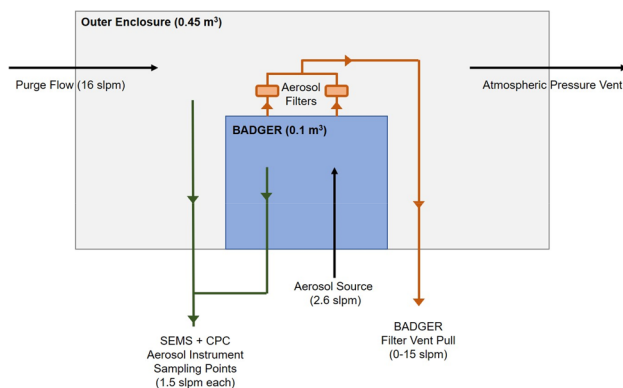 Outer Enclosure (0.45 m³)
Purge Flow (16 slpm)
Atmospheric Pressure Vent
Aerosol
Filters
BADGER (0.1 m³)
Aerosol Source
(2.6 slpm)
SEMS + CPC
Aerosol Instrument
Sampling Points
(1.5 slpm each)
BADGER
Filter Vent Pull
(0-15 slpm)